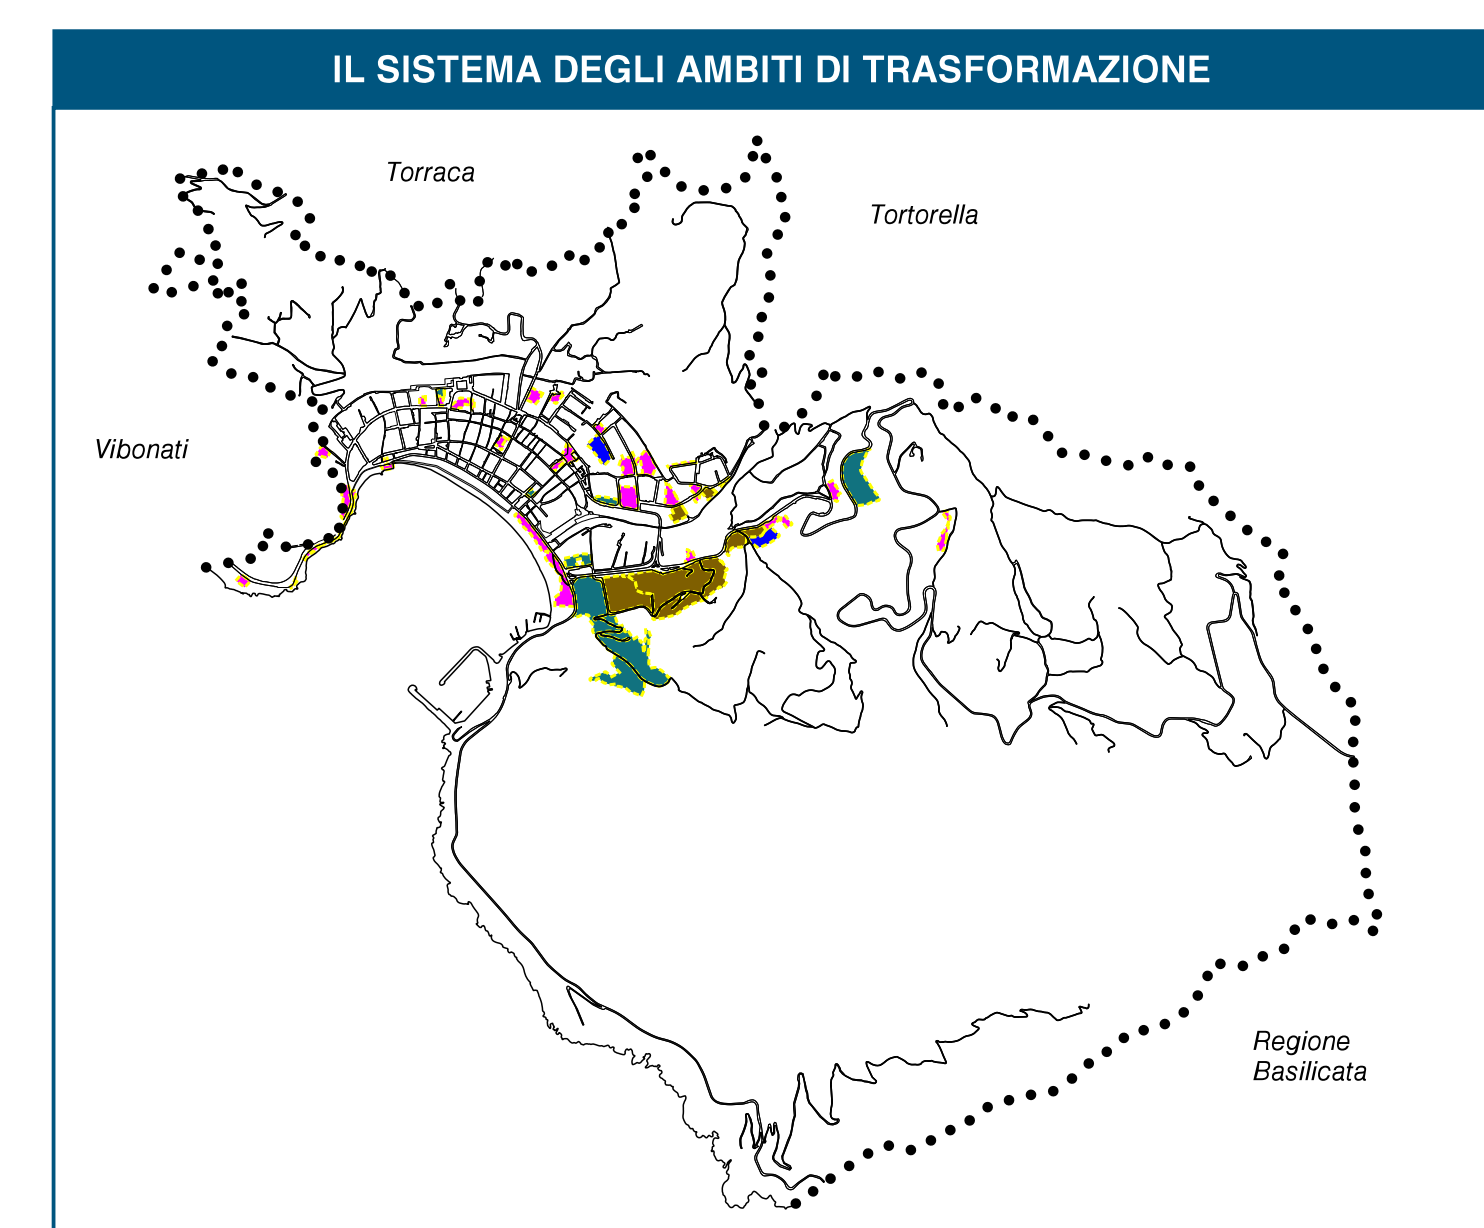 IL SISTEMA DEGLI AMBITI DI TRASFORMAZIONE
Torraca
Tortorella
Vibonati
Regione
Basilicata